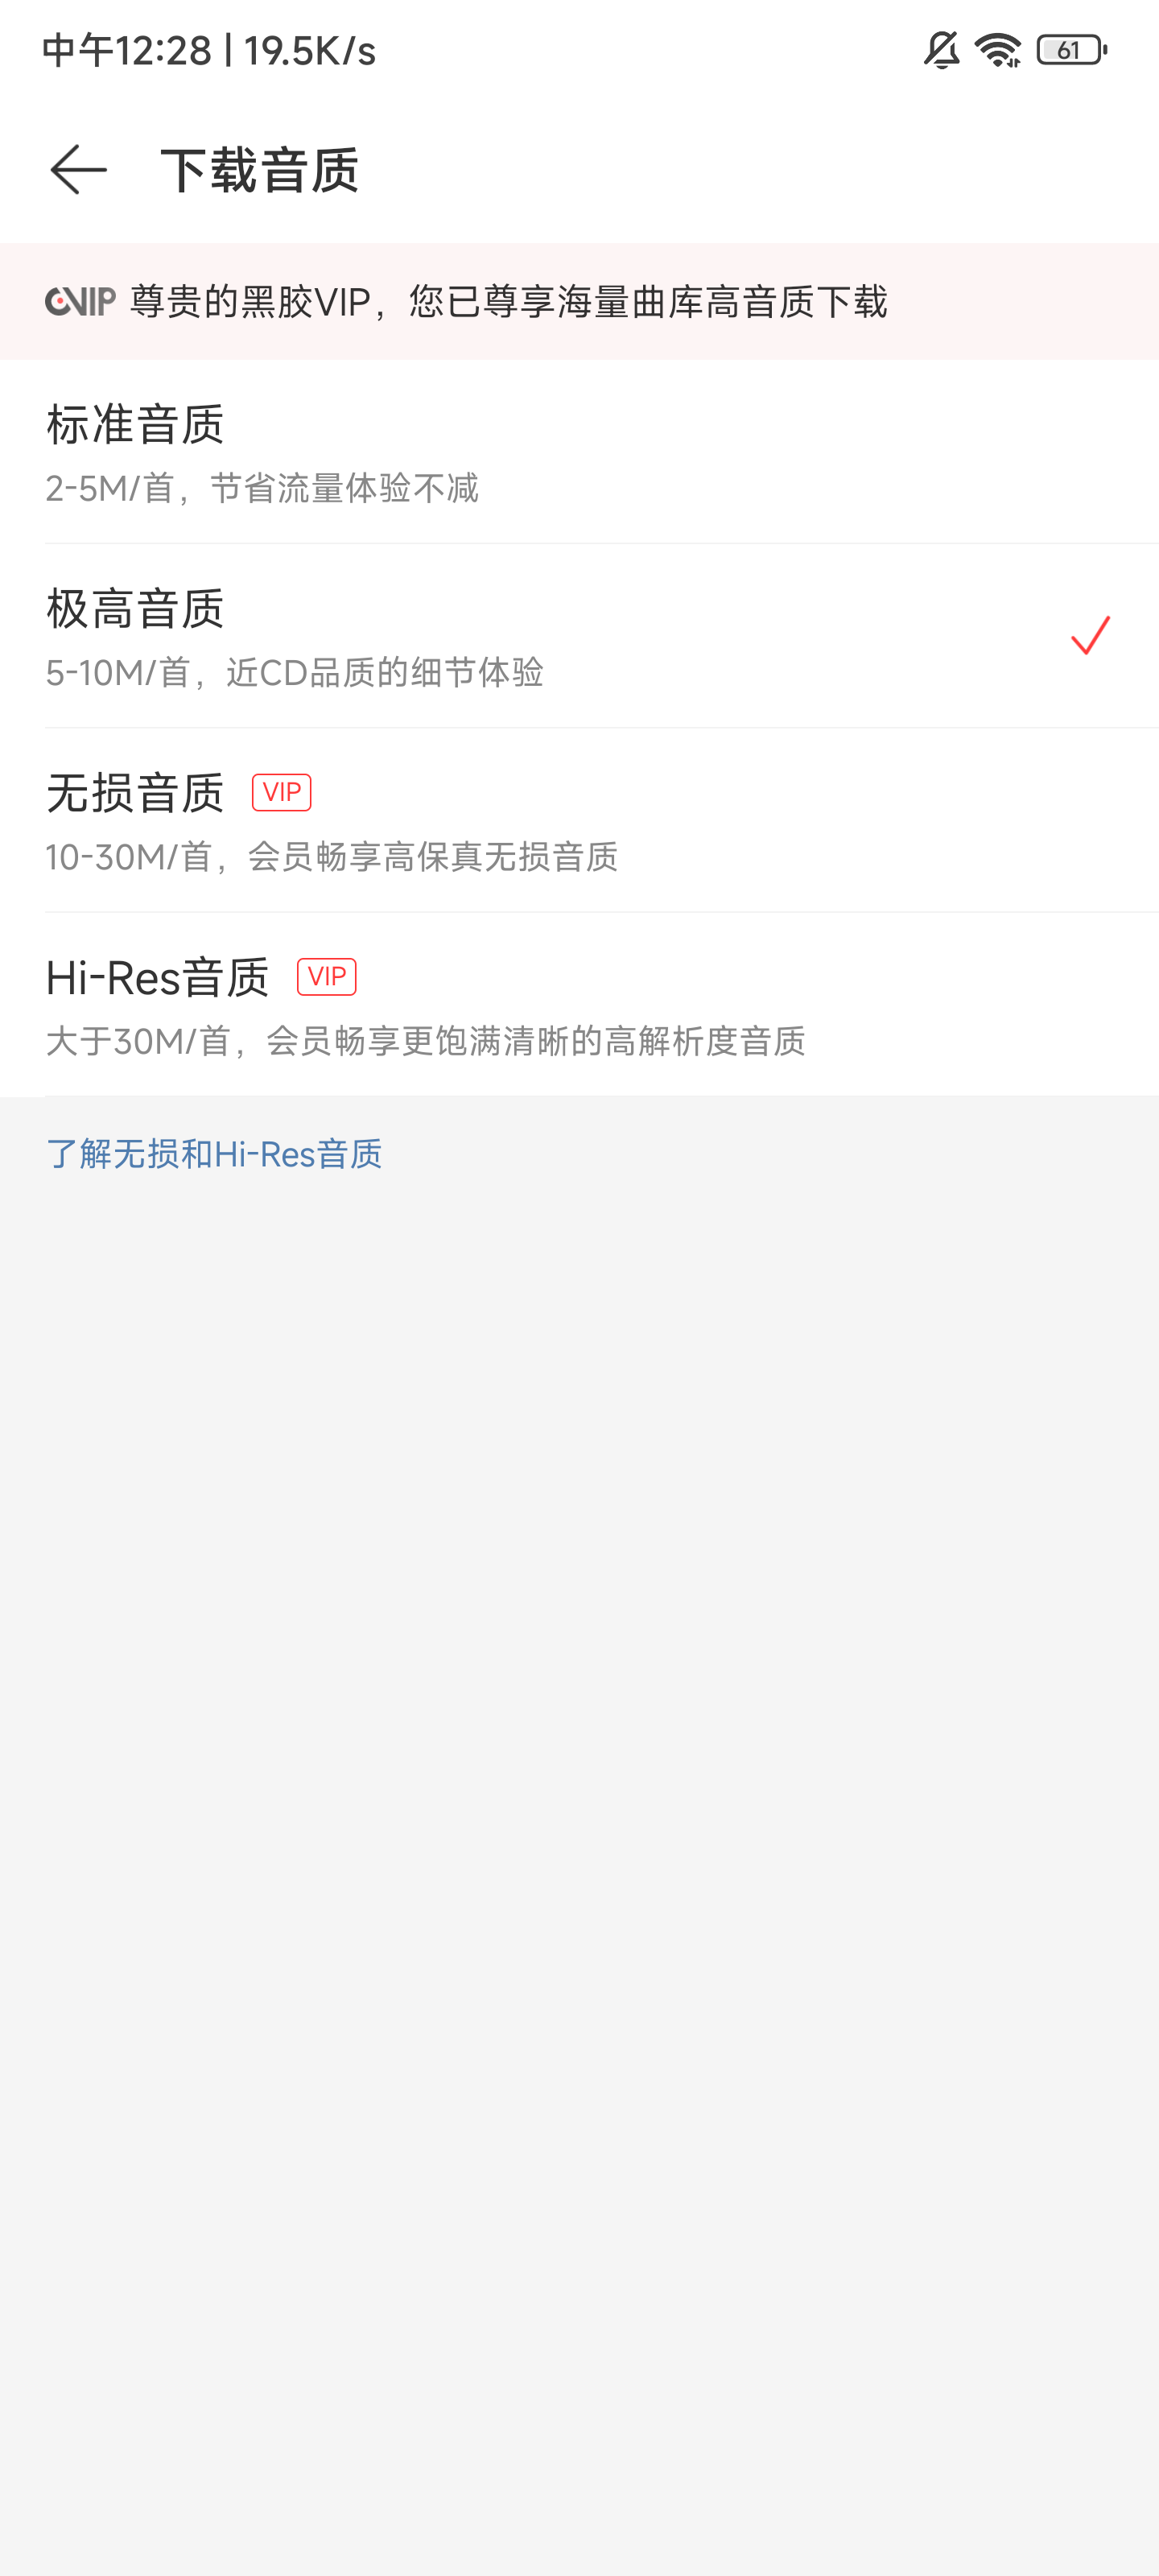 中午12:28 | 19.5K/s
61
下载音质
VIP 尊贵的黑胶VIP，您已尊享海量曲库高音质下载
标准音质
2-5M/首，节省流量体验不减
极高音质
5-10M/首，近CD品质的细节体验
无损音质 VIP
10-30M/首，会员畅享高保真无损音质
Hi-Res音质 VIP
大于30M/首，会员畅享更饱满清晰的高解析度音质
了解无损和Hi-Res音质